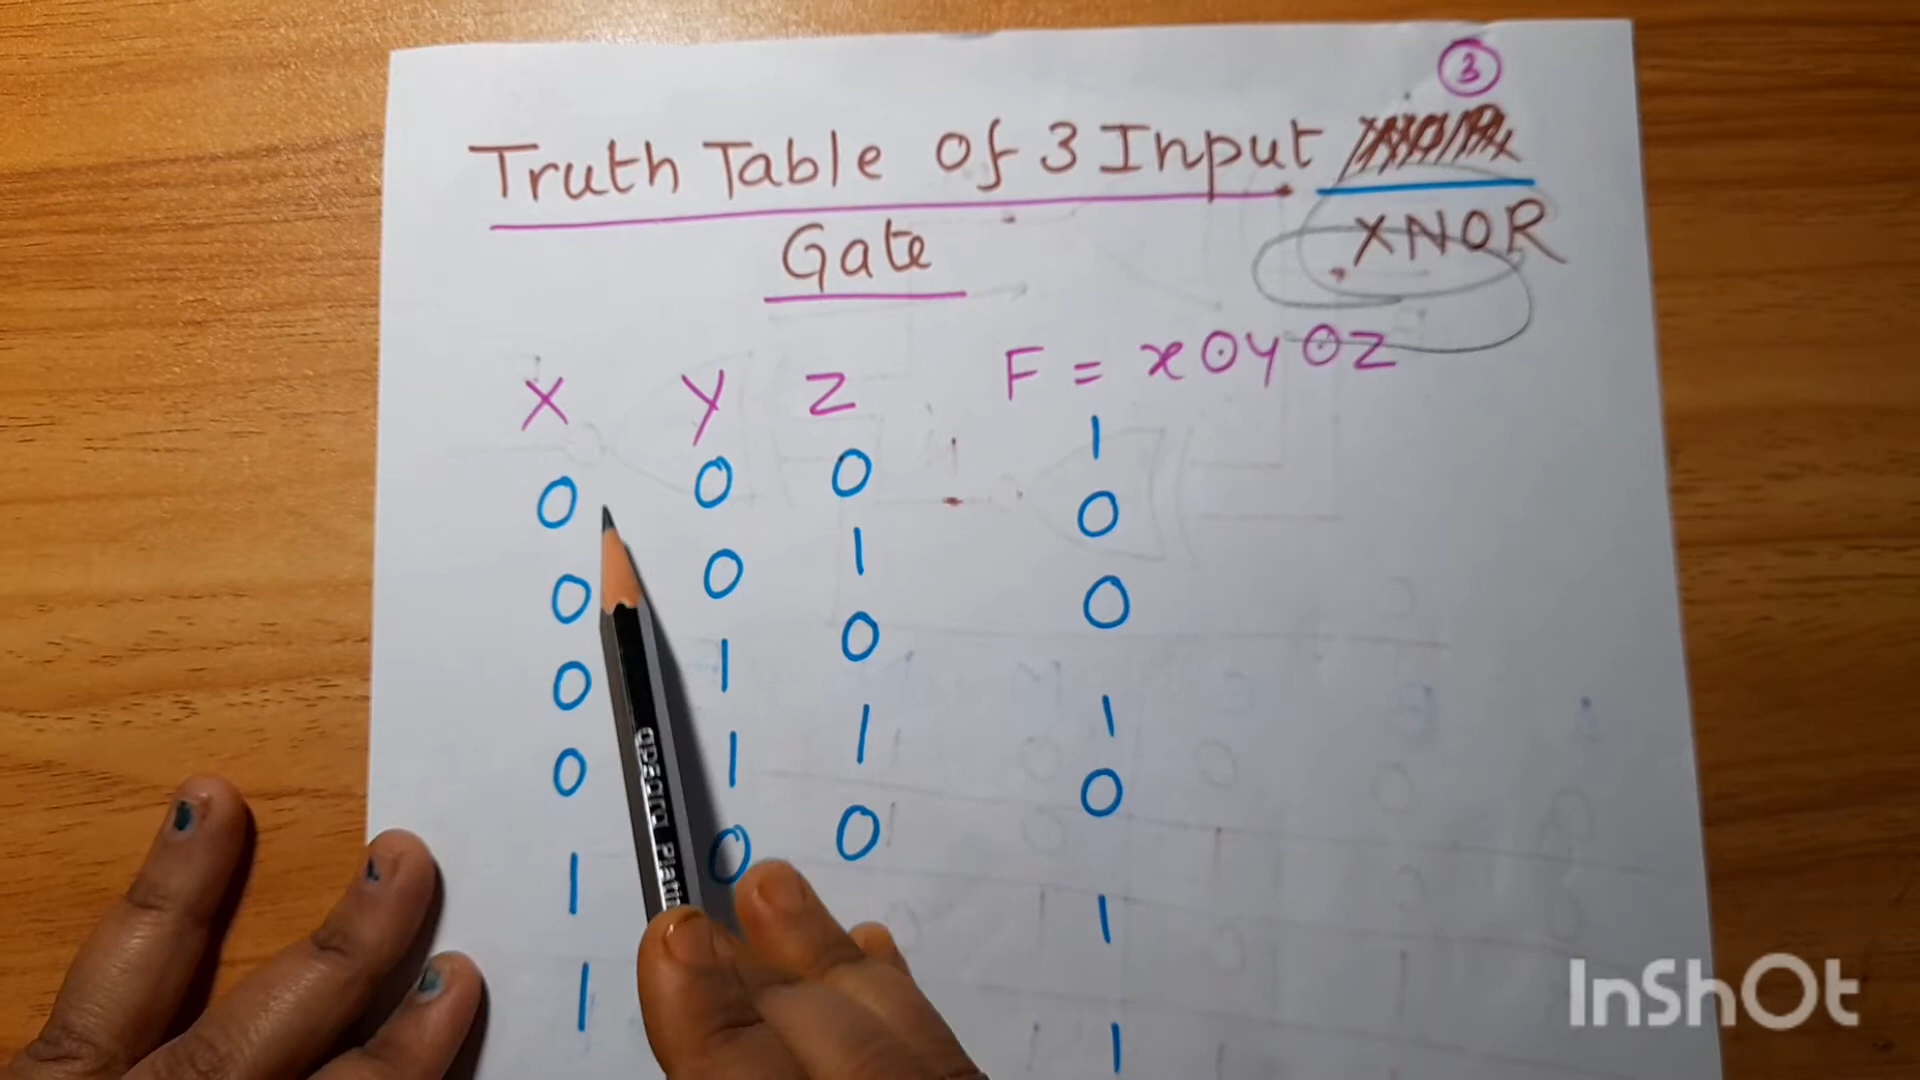 3
Truth Table Of 3 Input
XNOR
Gate
X Y Z F = x⊙y⊙z
0 0 0 1
0 0 1 0
0 1 0 0
0 1 1 1
1 0 0 0
1 1
1
InShOt